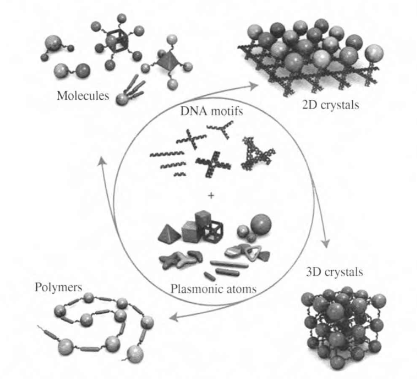 Molecules
2D crystals
DNA motifs
+
Plasmonic atoms
Polymers
3D crystals